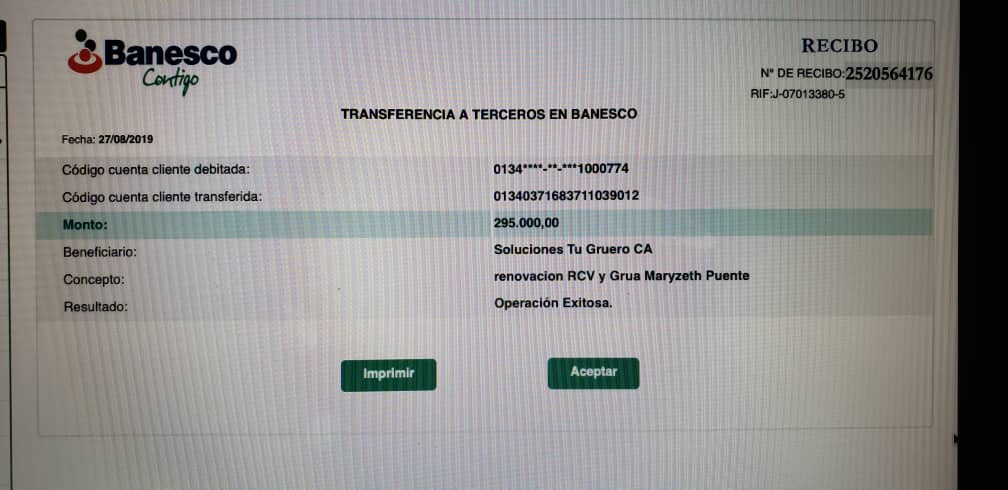 Banesco
Contigo
RECIBO
N° DE RECIBO:2520564176
RIF:J-07013380-5
TRANSFERENCIA A TERCEROS EN BANESCO
Fecha: 27/08/2019
Código cuenta cliente debitada: 0134****-**-***1000774
Código cuenta cliente transferida: 01340371683711039012
Monto: 295.000,00
Beneficiario: Soluciones Tu Gruero CA
Concepto: renovacion RCV y Grua Maryzeth Puente
Resultado: Operación Exitosa.
Imprimir Aceptar